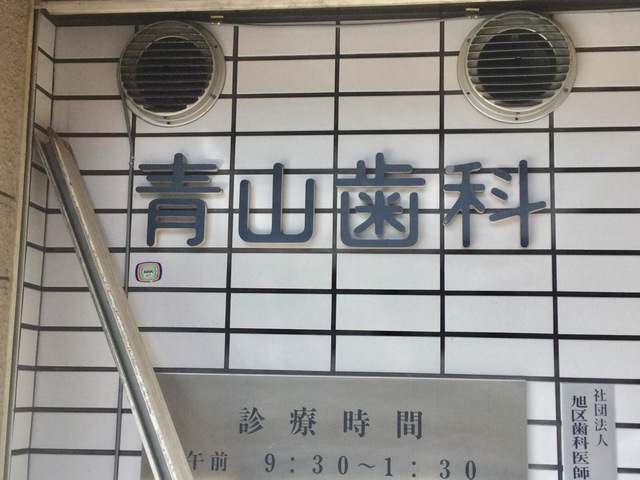 青山歯科
診療時間
午前 9:30～1:30
社団法人
旭区歯科医師